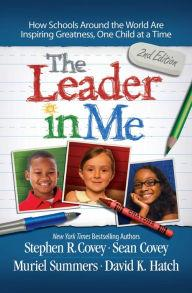 How Schools Around the World Are
Inspiring Greatness, One Child at a Time
2nd Edition
The
Leader
in Me
New York Times Bestselling Authors
Stephen R. Covey · Sean Covey
Muriel Summers · David K. Hatch